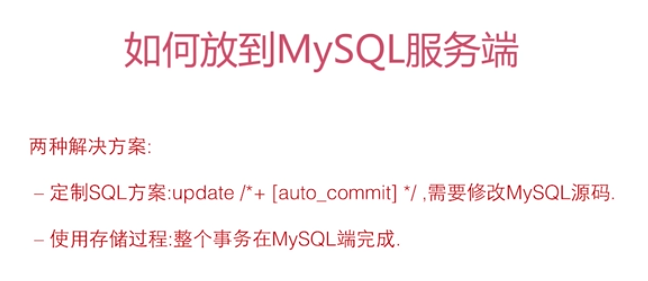 如何放到MySQL服务端
两种解决方案:
– 定制SQL方案:update /*+ [auto_commit] */ ,需要修改MySQL源码.
– 使用存储过程:整个事务在MySQL端完成.